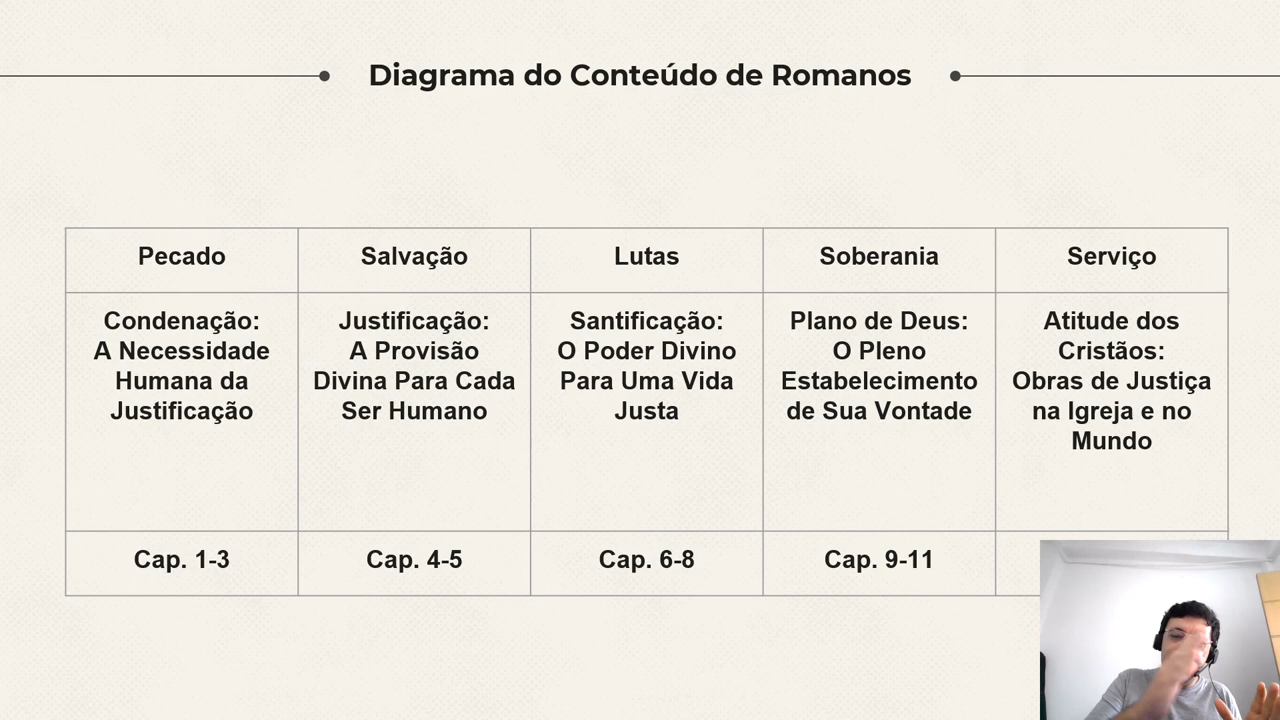 Diagrama do Conteúdo de Romanos
Pecado
Salvação
Lutas
Soberania
Serviço
Condenação:
A Necessidade
Humana da
Justificação
Justificação:
A Provisão
Divina Para Cada
Ser Humano
Santificação:
O Poder Divino
Para Uma Vida
Justa
Plano de Deus:
O Pleno
Estabelecimento
de Sua Vontade
Atitude dos
Cristãos:
Obras de Justiça
na Igreja e no
Mundo
Cap. 1-3
Cap. 4-5
Cap. 6-8
Cap. 9-11